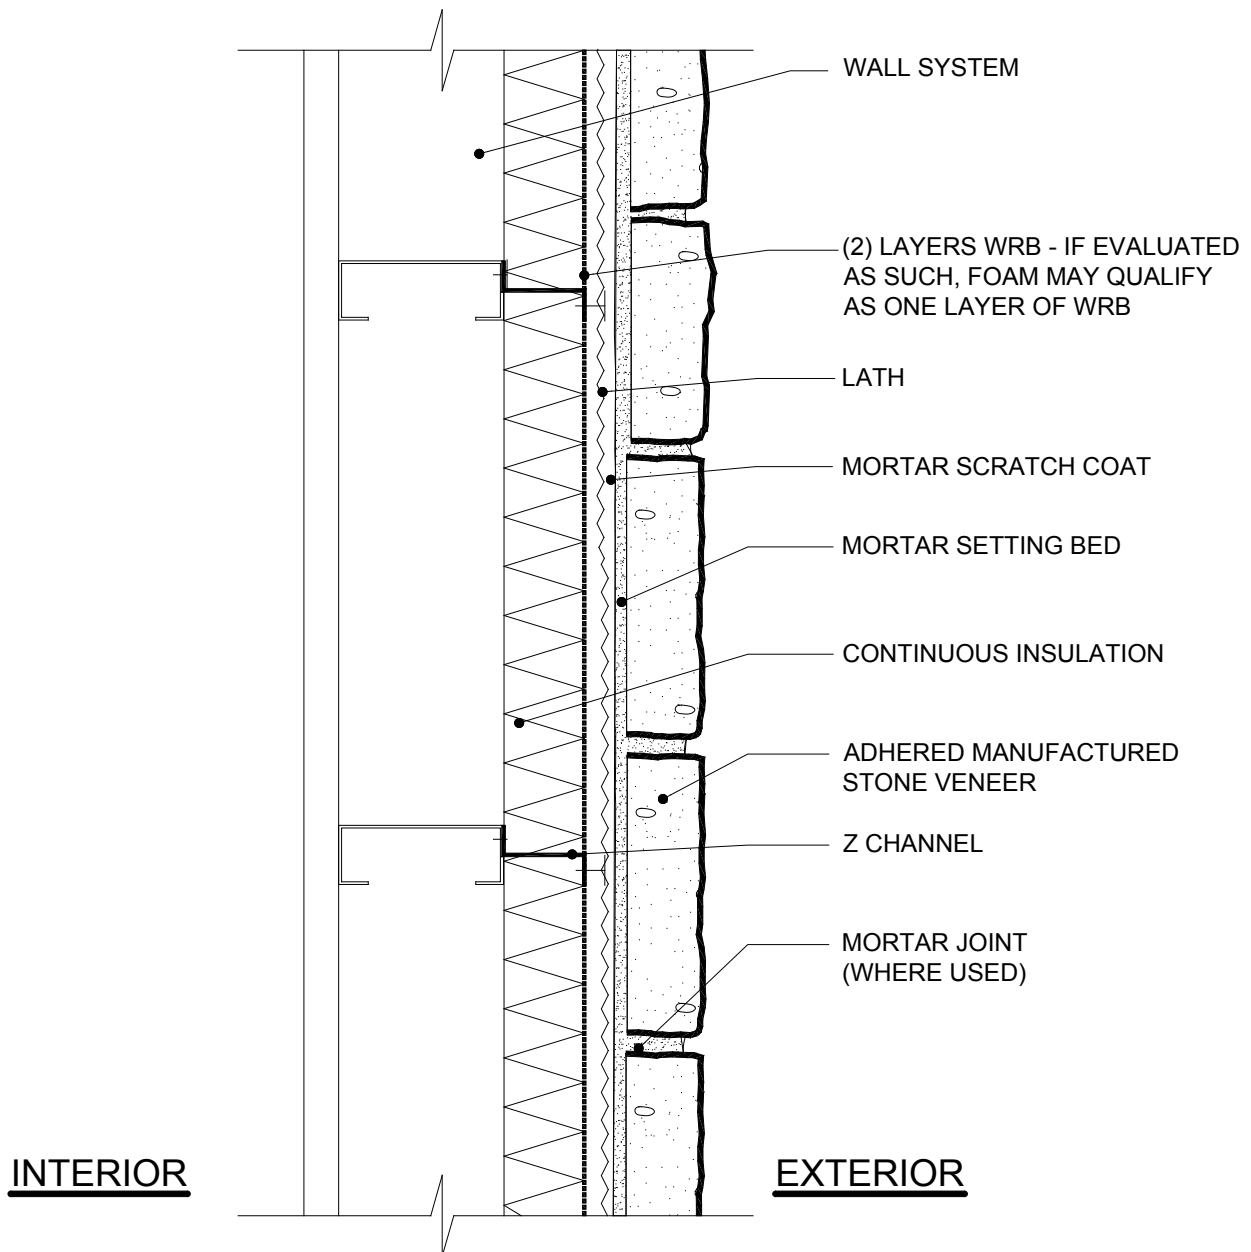 WALL SYSTEM
(2) LAYERS WRB - IF EVALUATED
AS SUCH, FOAM MAY QUALIFY
AS ONE LAYER OF WRB
LATH
MORTAR SCRATCH COAT
MORTAR SETTING BED
CONTINUOUS INSULATION
ADHERED MANUFACTURED
STONE VENEER
Z CHANNEL
MORTAR JOINT
(WHERE USED)
INTERIOR
EXTERIOR